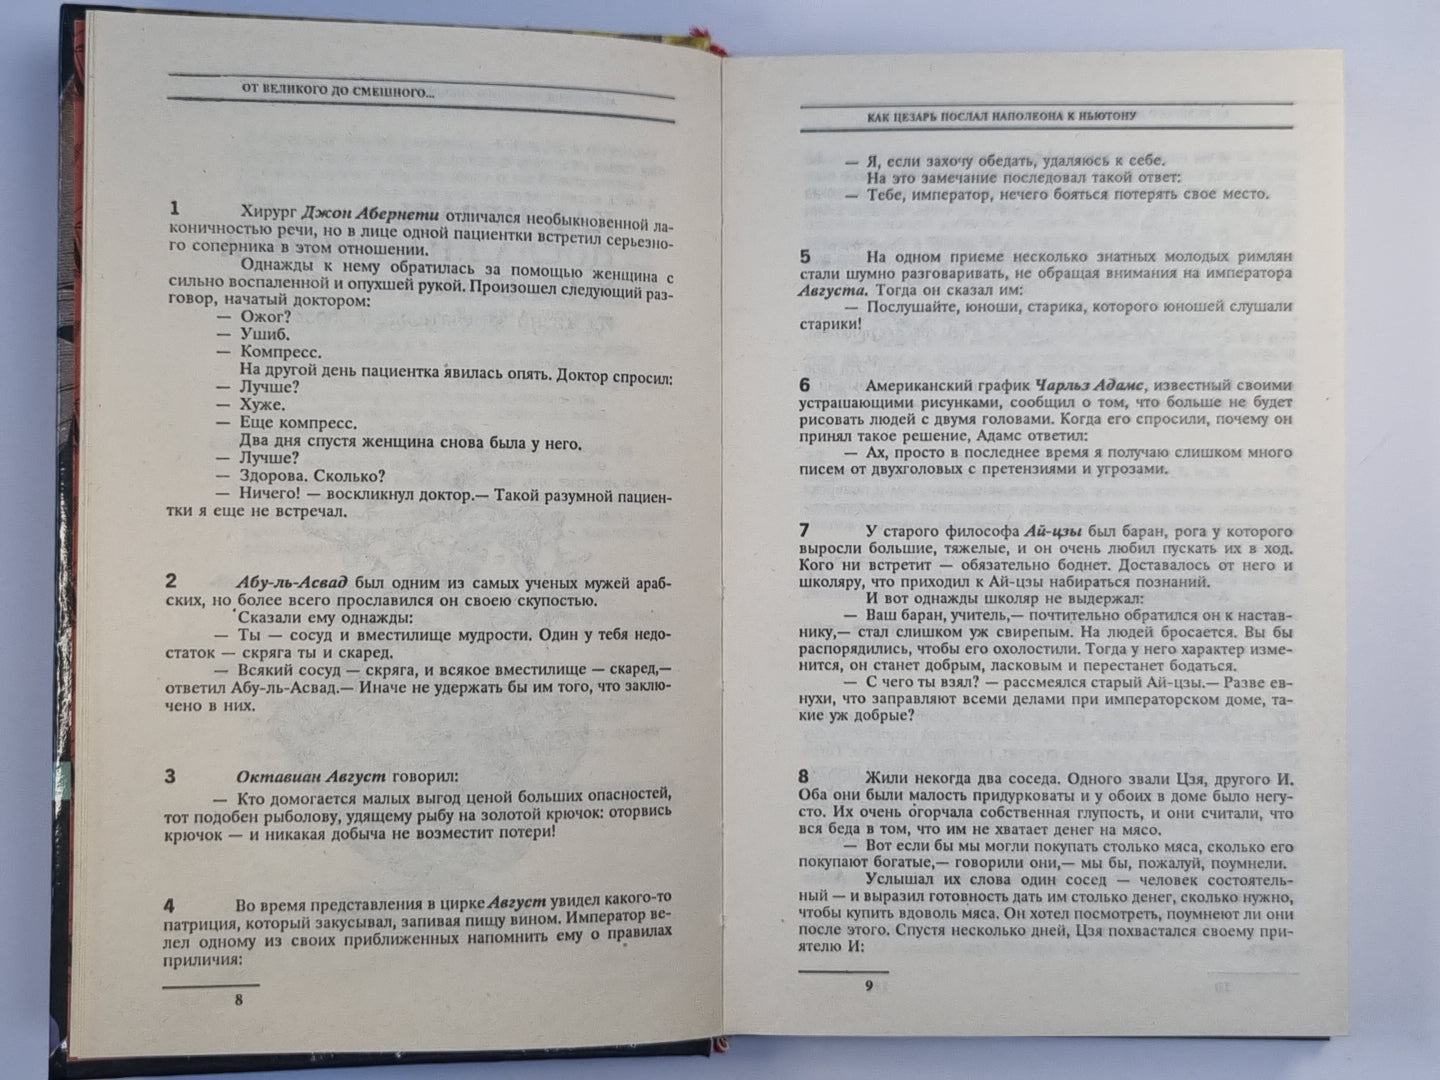 ОТ ВЕЛИКОГО ДО СМЕШНОГО...
1 Хирург Джон Абернети отличался необыкновенной ла-
коничностью речи, но в лице одной пациентки встретил серьезно-
го соперника в этом отношении.
Однажды к нему обратилась за помощью женщина с
сильно воспаленной и опухшей рукой. Произошел следующий раз-
говор, начатый доктором:
— Ожог?
— Ушиб.
— Компресс.
На другой день пациентка явилась опять. Доктор спросил:
— Лучше?
— Хуже.
— Еще компресс.
Два дня спустя женщина снова была у него.
— Лучше?
— Здорова. Сколько?
— Ничего! — воскликнул доктор.— Такой разумной пациен-
тки я еще не встречал.
2 Абу-ль-Асвад был одним из самых ученых мужей араб-
ских, но более всего прославился он своею скупостью.
Сказали ему однажды:
— Ты — сосуд и вместилище мудрости. Один у тебя недо-
статок — скряга ты и скаред.
— Всякий сосуд — скряга, и всякое вместилище — скаред,—
ответил Абу-ль-Асвад.— Иначе не удержать бы им того, что заклю-
чено в них.
3 Октавиан Август говорил:
— Кто домогается малых выгод ценой больших опасностей,
тот подобен рыболову, удящему рыбу на золотой крючок: оторвись
крючок — и никакая добыча не возместит потери!
4 Во время представления в цирке Август увидел какого-то
патриция, который закусывал, запивая пищу вином. Император ве-
лел одному из своих приближенных напомнить ему о правилах
приличия:
8
КАК ЦЕЗАРЬ ПОСЛАЛ НАПОЛЕОНА К НЬЮТОНУ
— Я, если захочу обедать, удаляюсь к себе.
На это замечание последовал такой ответ:
— Тебе, император, нечего бояться потерять свое место.
5 На одном приеме несколько знатных молодых римлян
стали шумно разговаривать, не обращая внимания на императора
Августа. Тогда он сказал им:
— Послушайте, юноши, старика, которого юношей слушали
старики!
6 Американский график Чарльз Адамс, известный своими
устрашающими рисунками, сообщил о том, что больше не будет
рисовать людей с двумя головами. Когда его спросили, почему он
принял такое решение, Адамс ответил:
— Ах, просто в последнее время я получаю слишком много
писем от двухголовых с претензиями и угрозами.
7 У старого философа Ай-цзы был баран, рога у которого
выросли большие, тяжелые, и он очень любил пускать их в ход.
Кого ни встретит — обязательно боднет. Доставалось от него и
школяру, что приходил к Ай-цзы набираться познаний.
И вот однажды школяр не выдержал:
— Ваш баран, учитель,— почтительно обратился он к настав-
нику,— стал слишком уж свирепым. На людей бросается. Вы бы
распорядились, чтобы его охолостили. Тогда у него характер изме-
нится, он станет добрым, ласковым и перестанет бодаться.
— С чего ты взял? — рассмеялся старый Ай-цзы.— Разве ев-
нухи, что заправляют всеми делами при императорском доме, та-
кие уж добрые?
8 Жили некогда два соседа. Одного звали Цзя, другого И.
Оба они были малость придурковаты и у обоих в доме было негу-
сто. Их очень огорчала собственная глупость, и они считали, что
вся беда в том, что им не хватает денег на мясо.
— Вот если бы мы могли покупать столько мяса, сколько его
покупают богатые,— говорили они,— мы бы, пожалуй, поумнели.
Услышал их слова один сосед — человек состоятель-
ный — и выразил готовность дать им столько денег, сколько нужно,
чтобы купить вдоволь мяса. Он хотел посмотреть, поумнеют ли они
после этого. Спустя несколько дней, Цзя похвастался своему при-
ятелю И:
9